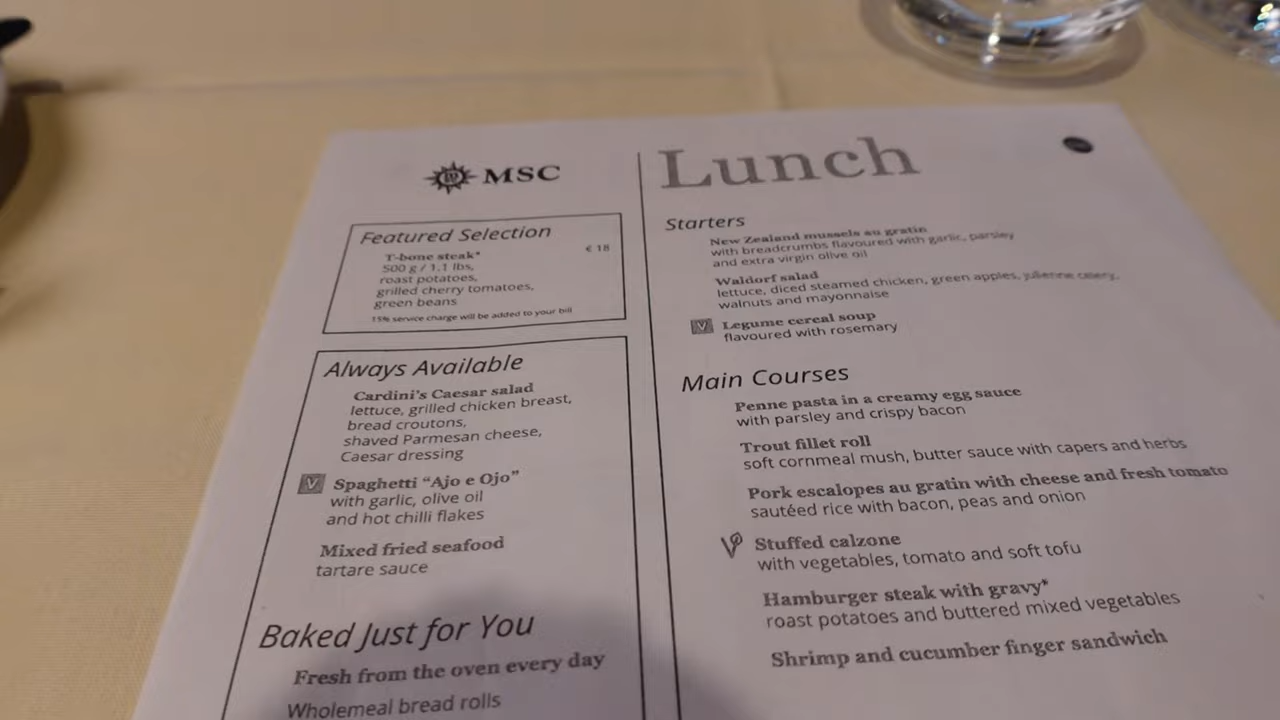 MSC
Featured Selection
T-bone steak*
€ 18
500 g / 1.1 lbs,
roast potatoes,
grilled cherry tomatoes,
green beans
15% service charge will be added to your bill
Always Available
Cardini's Caesar salad
lettuce, grilled chicken breast,
bread croutons,
shaved Parmesan cheese,
Caesar dressing
V Spaghetti "Ajo e Ojo"
with garlic, olive oil
and hot chilli flakes
Mixed fried seafood
tartare sauce
Baked Just for You
Fresh from the oven every day
Wholemeal bread rolls
Lunch
Starters
New Zealand mussels au gratin
with breadcrumbs flavoured with garlic, parsley
and extra virgin olive oil
Waldorf salad
lettuce, diced steamed chicken, green apples, julienne celery,
walnuts and mayonnaise
V Legume cereal soup
flavoured with rosemary
Main Courses
Penne pasta in a creamy egg sauce
with parsley and crispy bacon
Trout fillet roll
soft cornmeal mush, butter sauce with capers and herbs
Pork escalopes au gratin with cheese and fresh tomato
sautéed rice with bacon, peas and onion
Stuffed calzone
with vegetables, tomato and soft tofu
Hamburger steak with gravy*
roast potatoes and buttered mixed vegetables
Shrimp and cucumber finger sandwich